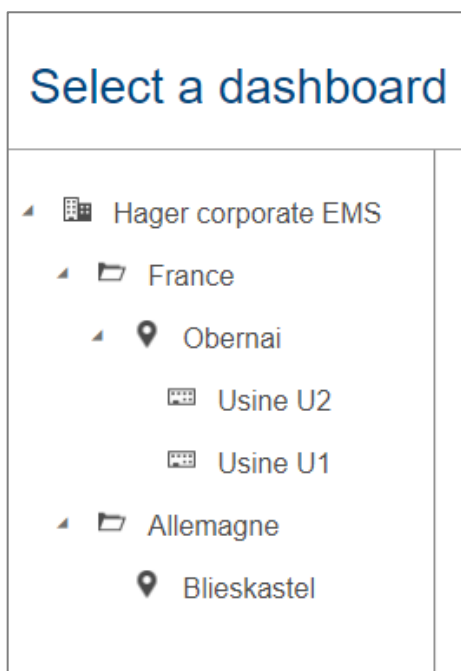 Select a dashboard
Hager corporate EMS
France
Obernai
Usine U2
Usine U1
Allemagne
Blieskastel